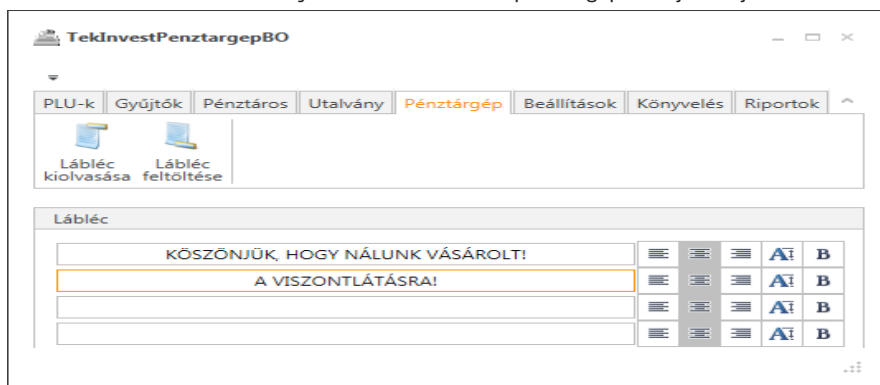 TekInvestPenztargepBO
PLU-k Gyűjtők Pénztáros Utalvány Pénztárgép Beállítások Könyvelés Riportok
Lábléc kiolvasása
Lábléc feltöltése
Lábléc
KÖSZÖNJÜK, HOGY NÁLUNK VÁSÁROLT!
A VISZONTLÁTÁSRA!